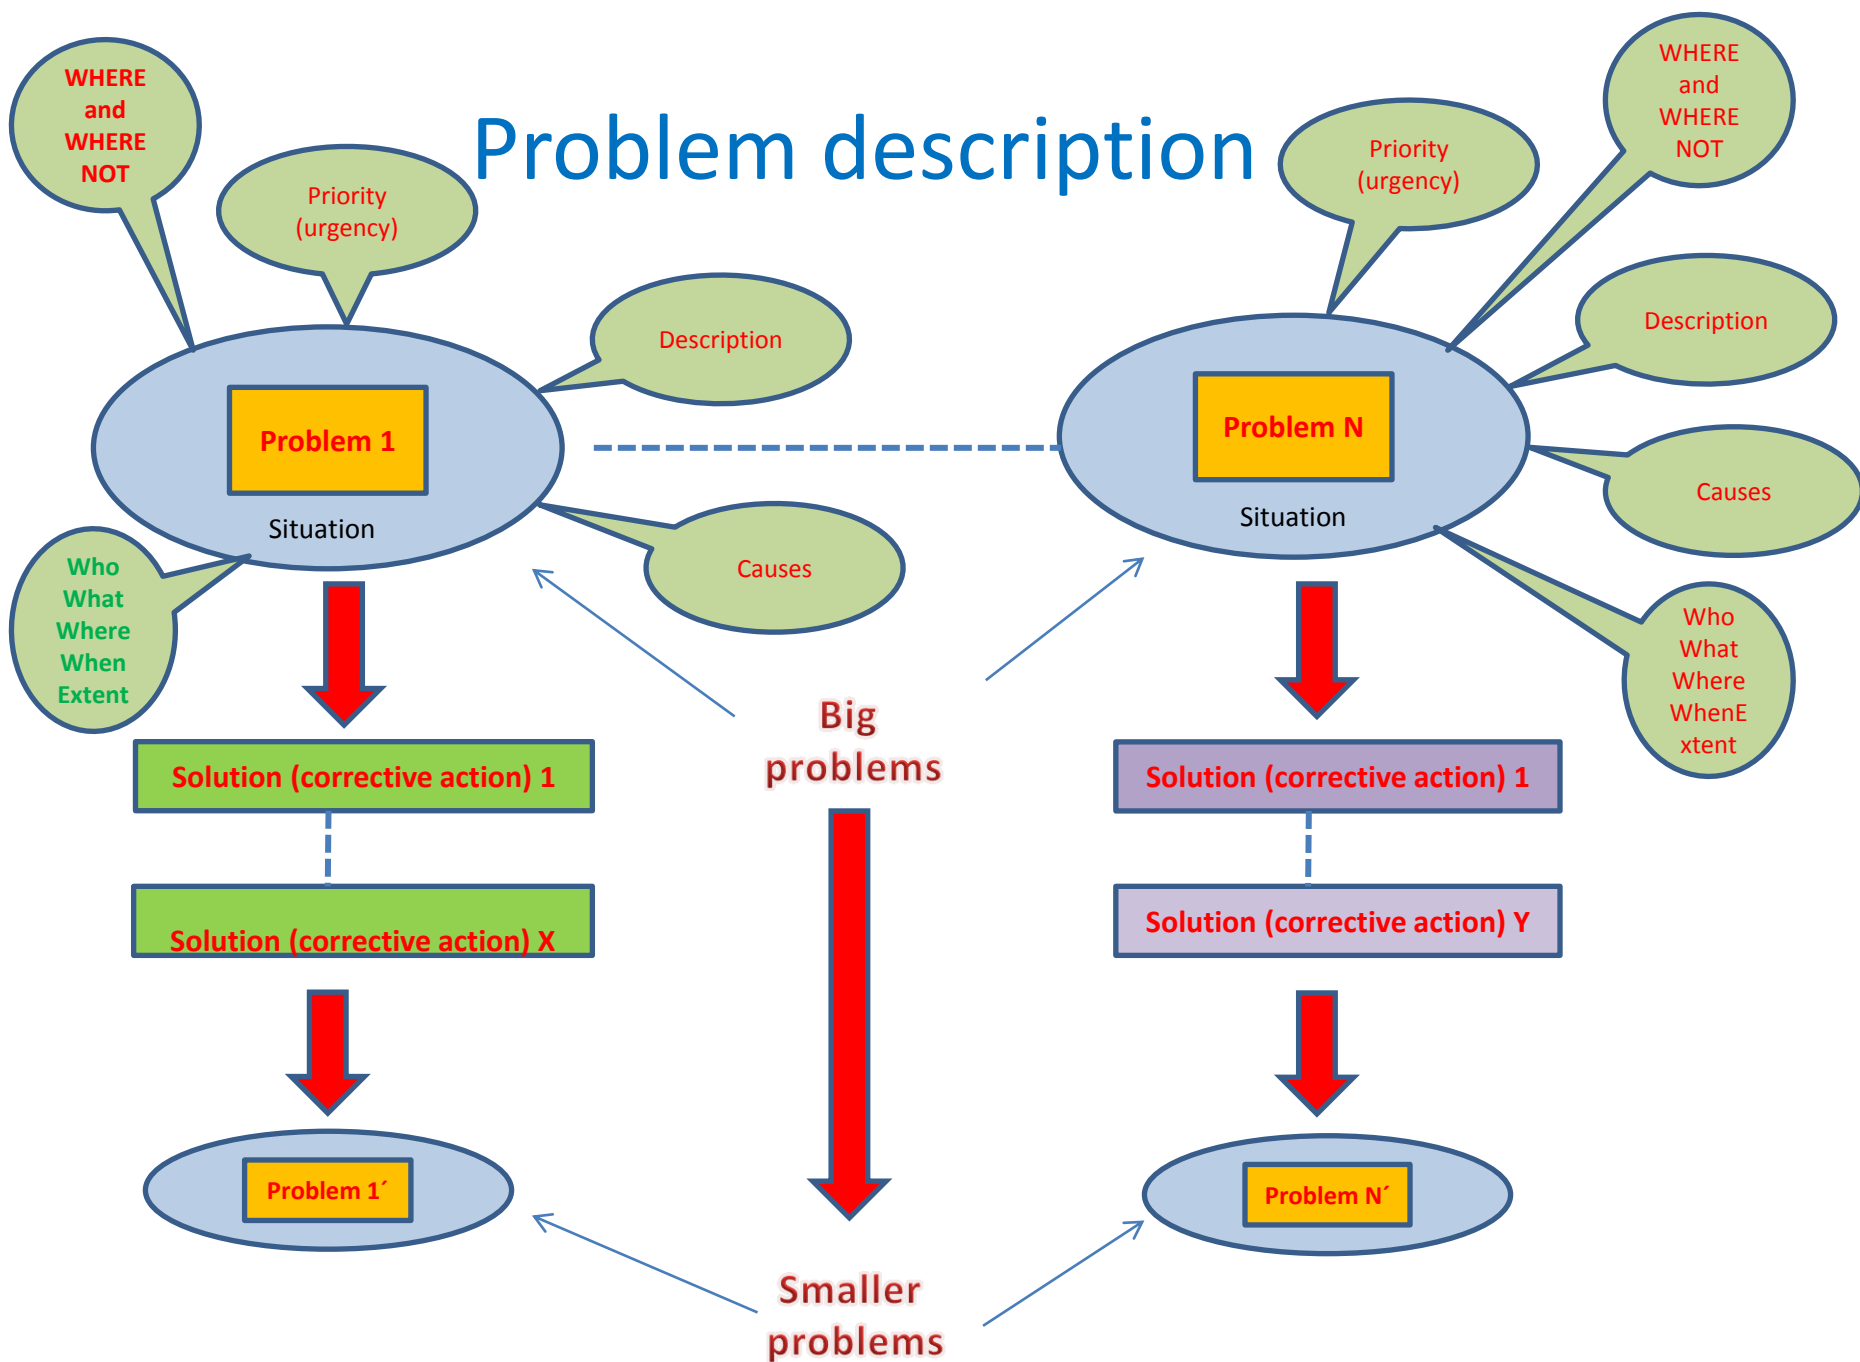 Problem description
WHERE
and
WHERE
NOT
Priority
(urgency)
Description
Problem 1
Situation
Causes
Who
What
Where
When
Extent
Priority
(urgency)
WHERE
and
WHERE
NOT
Description
Problem N
Situation
Causes
Who
What
Where
WhenE
xtent
Big
problems
Solution (corrective action) 1
Solution (corrective action) X
Solution (corrective action) 1
Solution (corrective action) Y
Problem 1´
Problem N´
Smaller
problems